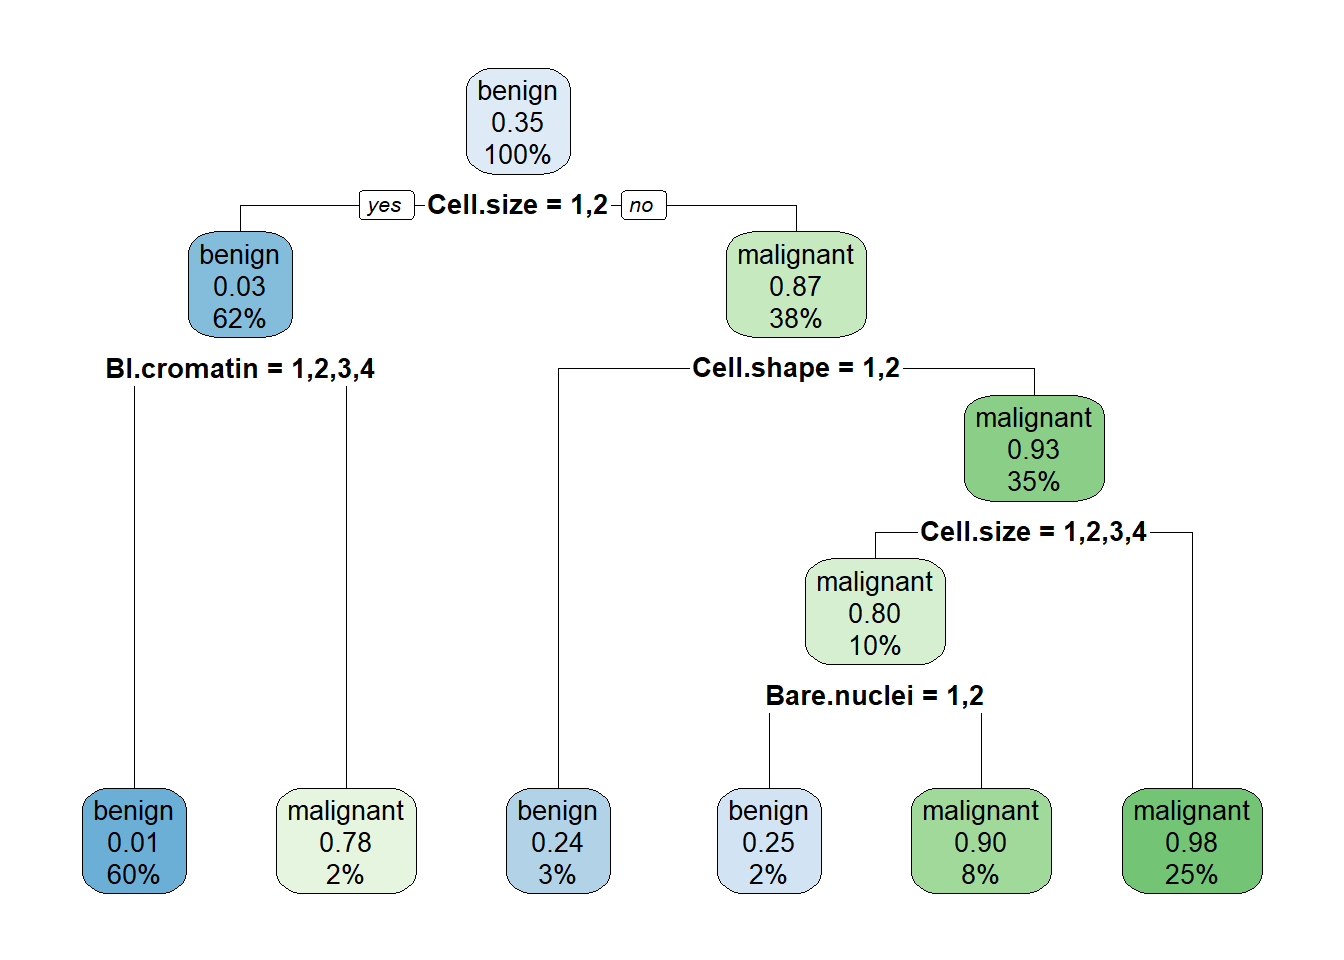 benign
0.35
100%
yes Cell.size = 1,2 no
benign
0.03
62%
malignant
0.87
38%
Bl.cromatin = 1,2,3,4
Cell.shape = 1,2
malignant
0.93
35%
Cell.size = 1,2,3,4
malignant
0.80
10%
Bare.nuclei = 1,2
benign
0.01
60%
malignant
0.78
2%
benign
0.24
3%
benign
0.25
2%
malignant
0.90
8%
malignant
0.98
25%